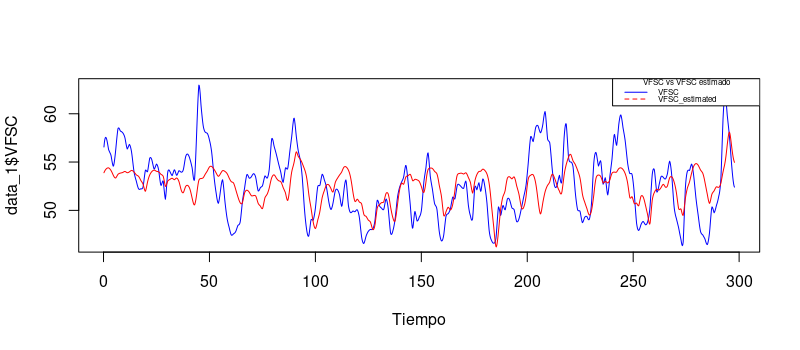 VFSC vs VFSC estimado
VFSC
VFSC_estimated
data_1$VFSC
60
55
50
0 50 100 150 200 250 300
Tiempo